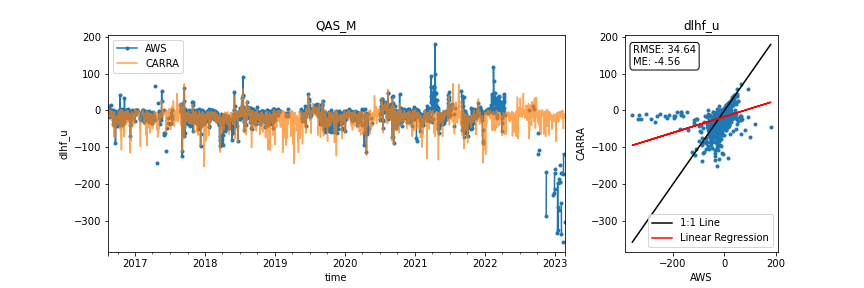 QAS_M
AWS
CARRA
dlhf_u
200
100
0
−100
−200
−300
2017
2018
2019
2020
2021
2022
2023
time
dlhf_u
RMSE: 34.64
ME: -4.56
CARRA
200
100
0
−100
−200
−300
1:1 Line
Linear Regression
−200
0
200
AWS